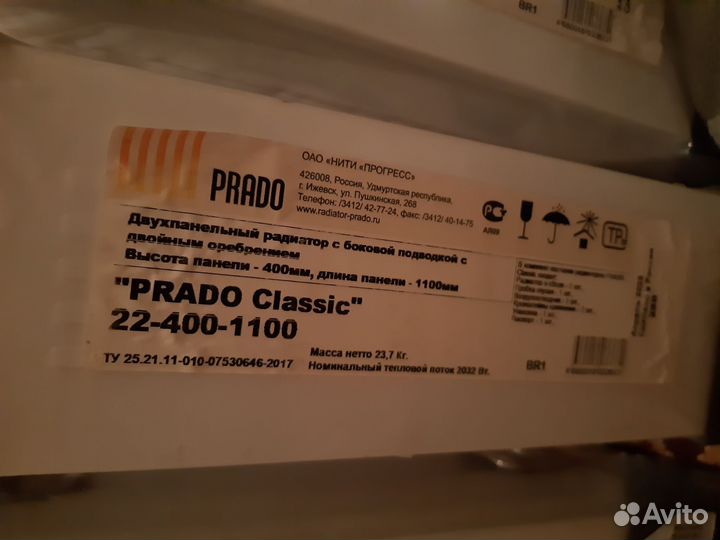 BR1
PRADO
ОАО «НИТИ «ПРОГРЕСС»
426008, Россия, Удмуртская республика,
г. Ижевск, ул. Пушкинская, 268
Телефон: /3412/ 42-77-24, факс: /3412/ 40-14-75
www.radiator-prado.ru
РС
АЯ09
ТР
Двухпанельный радиатор с боковой подводкой с
двойным оребрением
Высота панели - 400мм, длина панели - 1100мм
"PRADO Classic"
22-400-1100
ТУ 25.21.11-010-07530646-2017
Масса нетто 23,7 Кг.
Номинальный тепловой поток 2032 Вт.
BR1
Avito